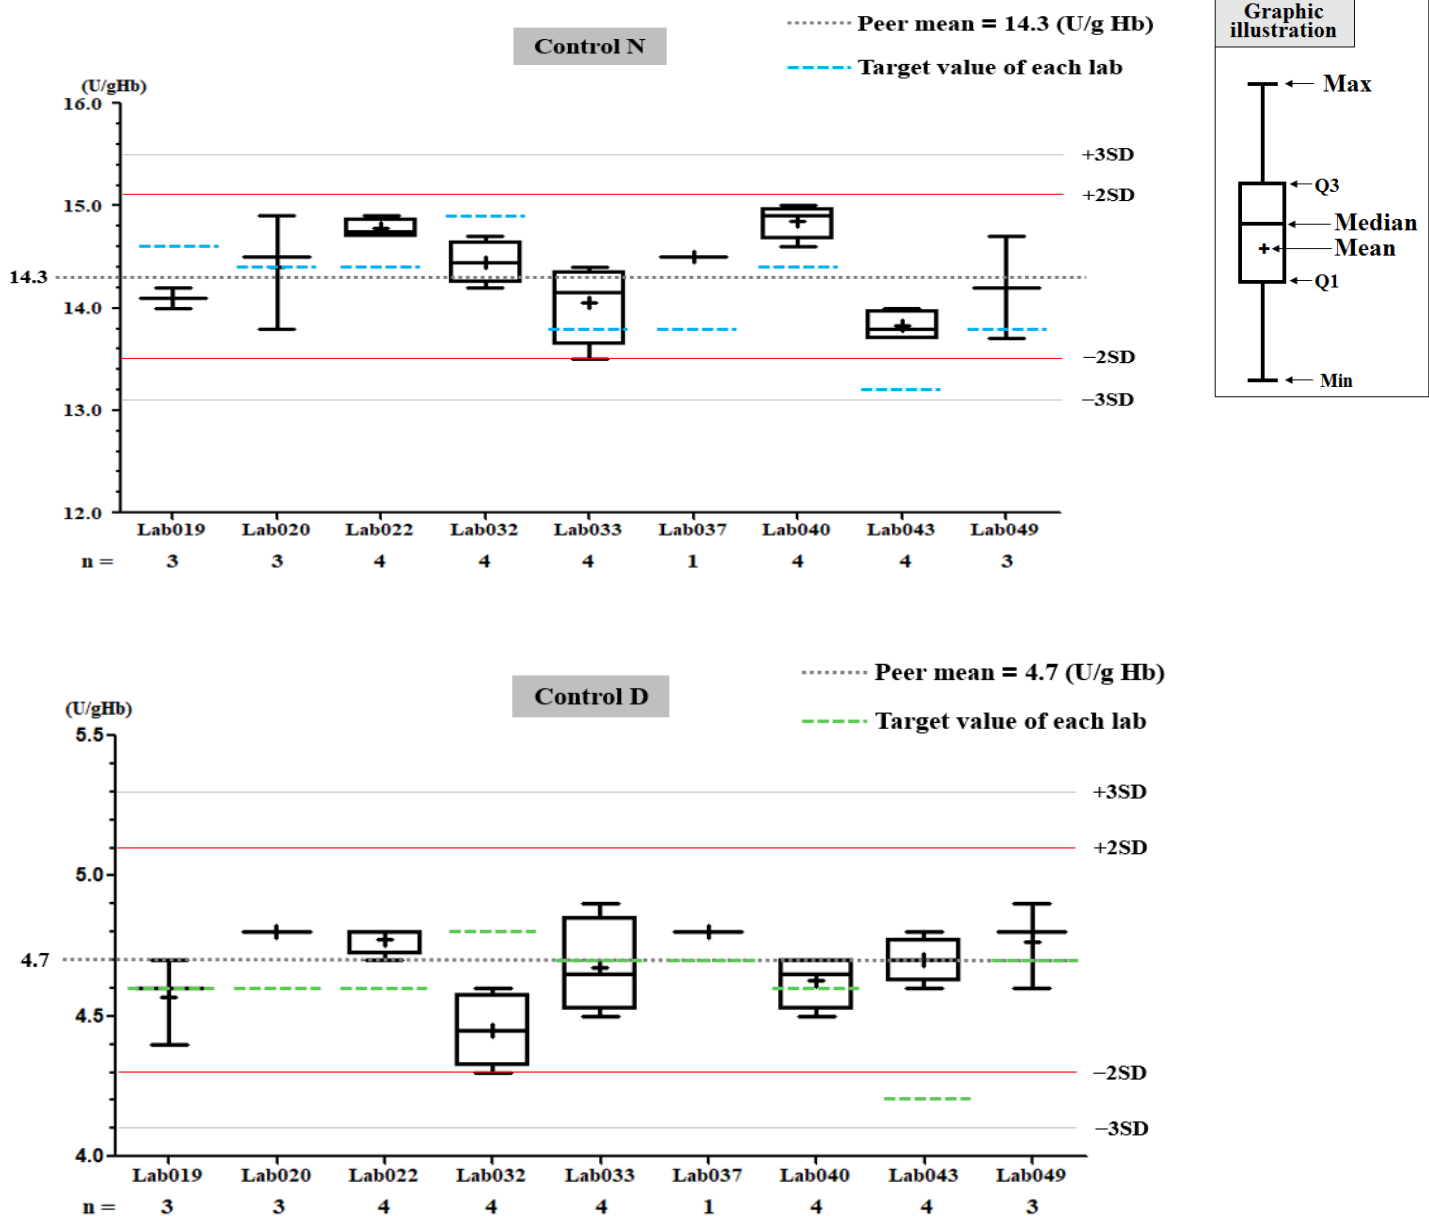 Control N
Peer mean = 14.3 (U/g Hb)
Target value of each lab
(U/gHb)
16.0
15.0
14.3
14.0
13.0
12.0
+3SD
+2SD
−2SD
−3SD
Lab019 Lab020 Lab022 Lab032 Lab033 Lab037 Lab040 Lab043 Lab049
n = 3 3 4 4 4 1 4 4 3
Graphic
illustration
Max
Q3
Median
Mean
Q1
Min
Control D
Peer mean = 4.7 (U/g Hb)
Target value of each lab
(U/gHb)
5.5
5.0
4.7
4.5
4.0
+3SD
+2SD
−2SD
−3SD
Lab019 Lab020 Lab022 Lab032 Lab033 Lab037 Lab040 Lab043 Lab049
n = 3 3 4 4 4 1 4 4 3